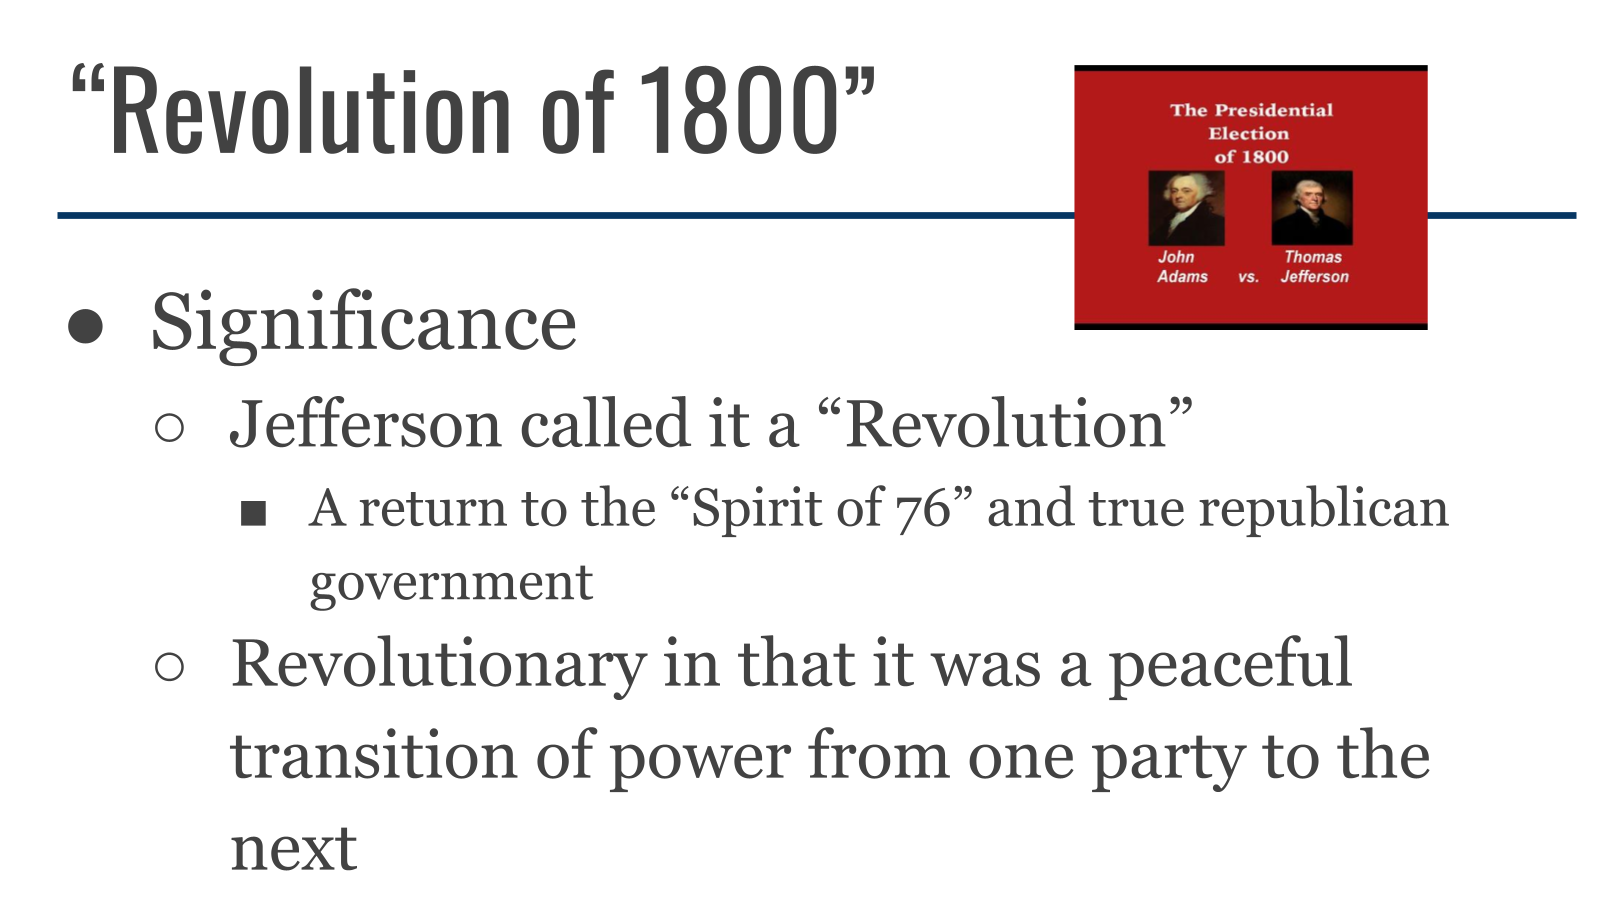 “Revolution of 1800”
The Presidential
Election
of 1800
John
Adams
vs.
Thomas
Jefferson
● Significance
○ Jefferson called it a “Revolution”
■ A return to the “Spirit of 76” and true republican
government
○ Revolutionary in that it was a peaceful
transition of power from one party to the
next